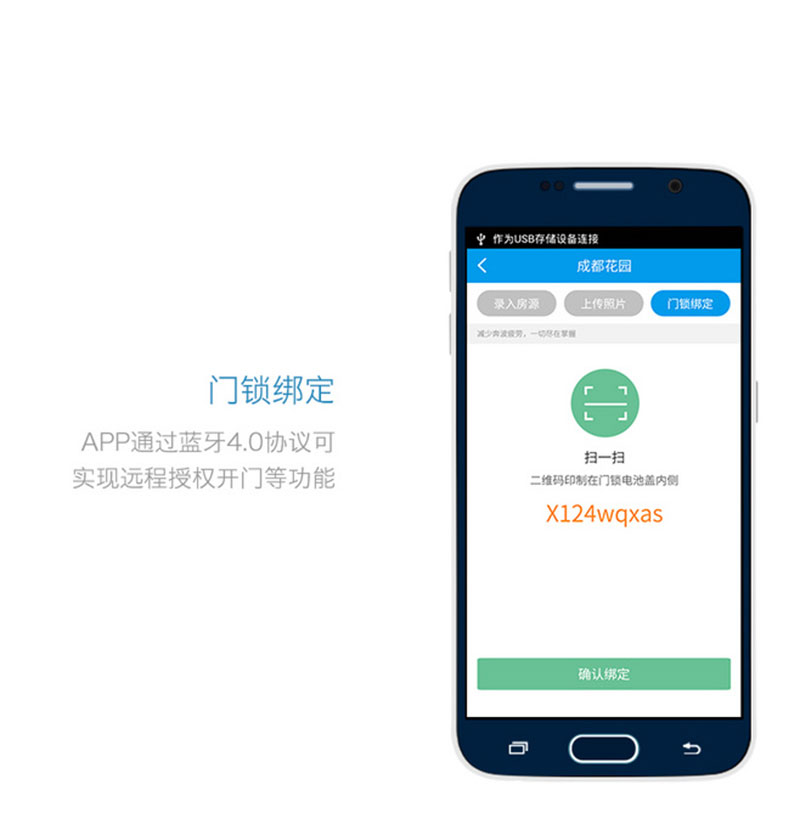 门锁绑定
APP通过蓝牙4.0协议可
实现远程授权开门等功能
作为USB存储设备连接
成都花园
录入房源 上传照片 门锁绑定
减少奔波疲劳，一切尽在掌握
扫一扫
二维码印制在门锁电池盖内侧
X124wqxas
确认绑定